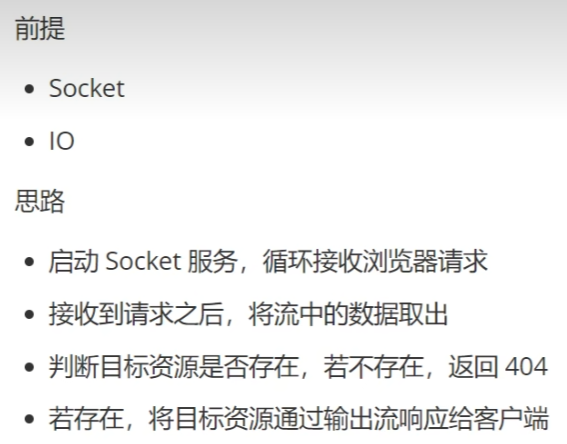 前提
Socket
IO
思路
启动 Socket 服务，循环接收浏览器请求
接收到请求之后，将流中的数据取出
判断目标资源是否存在，若不存在，返回 404
若存在，将目标资源通过输出流响应给客户端